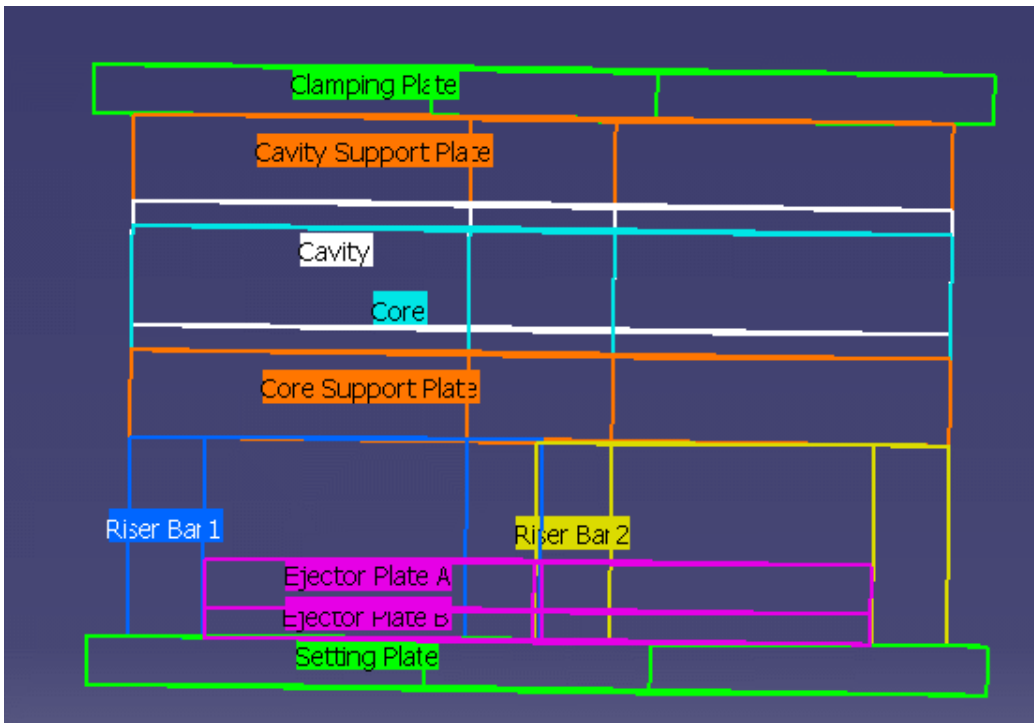 Clamping Plate
Cavity Support Plate
Cavity
Core
Core Support Plate
Riser Bar 1
Riser Bar 2
Ejector Plate A
Ejector Plate B
Setting Plate